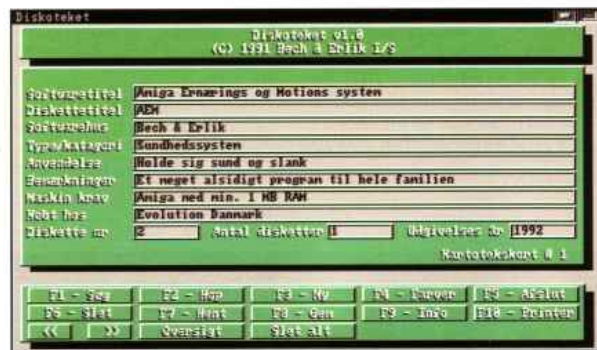 Diskoteket
Diskoteket v1.0
(C) 1991 Bech & Erlik I/S
Softwaretitel Amiga Ernærings og Motions system
Diskettetitel AEM
Softwarehus Bech & Erlik
Type/kategori Sundhedssystem
Anvendelse Holde sig sund og slank
Bemærkninger Et meget alsidigt program til hele familien
Maskin krav Amiga med min. 1 MB RAM
Købt hos Evolution Danmark
Diskette nr 2 Antal disketter 1 Udgivelses år 1992
Kartotekskort # 1
F1 - Søg F2 - Hop F3 - Ny F4 - Farver F5 - Afslut
F6 - Slet F7 - Hent F8 - Gem F9 - Info F10 - Printer
<< >> Oversigt Slet alt